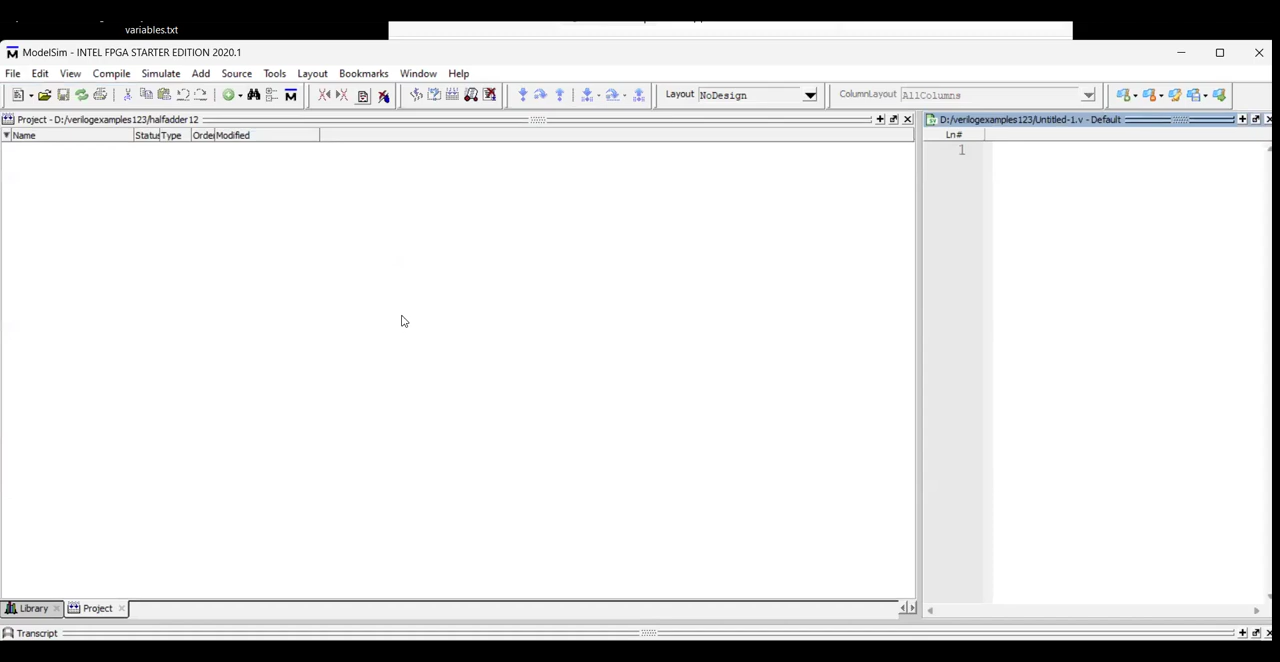 variables.txt
ModelSim - INTEL FPGA STARTER EDITION 2020.1
File Edit View Compile Simulate Add Source Tools Layout Bookmarks Window Help
Layout NoDesign ColumnLayout AllColumns
Project - D:/verilogexamples123/halfadder12
D:/verilogexamples123/Untitled-1.v - Default
Name Status Type Order Modified
Ln#
1
Library Project
Transcript